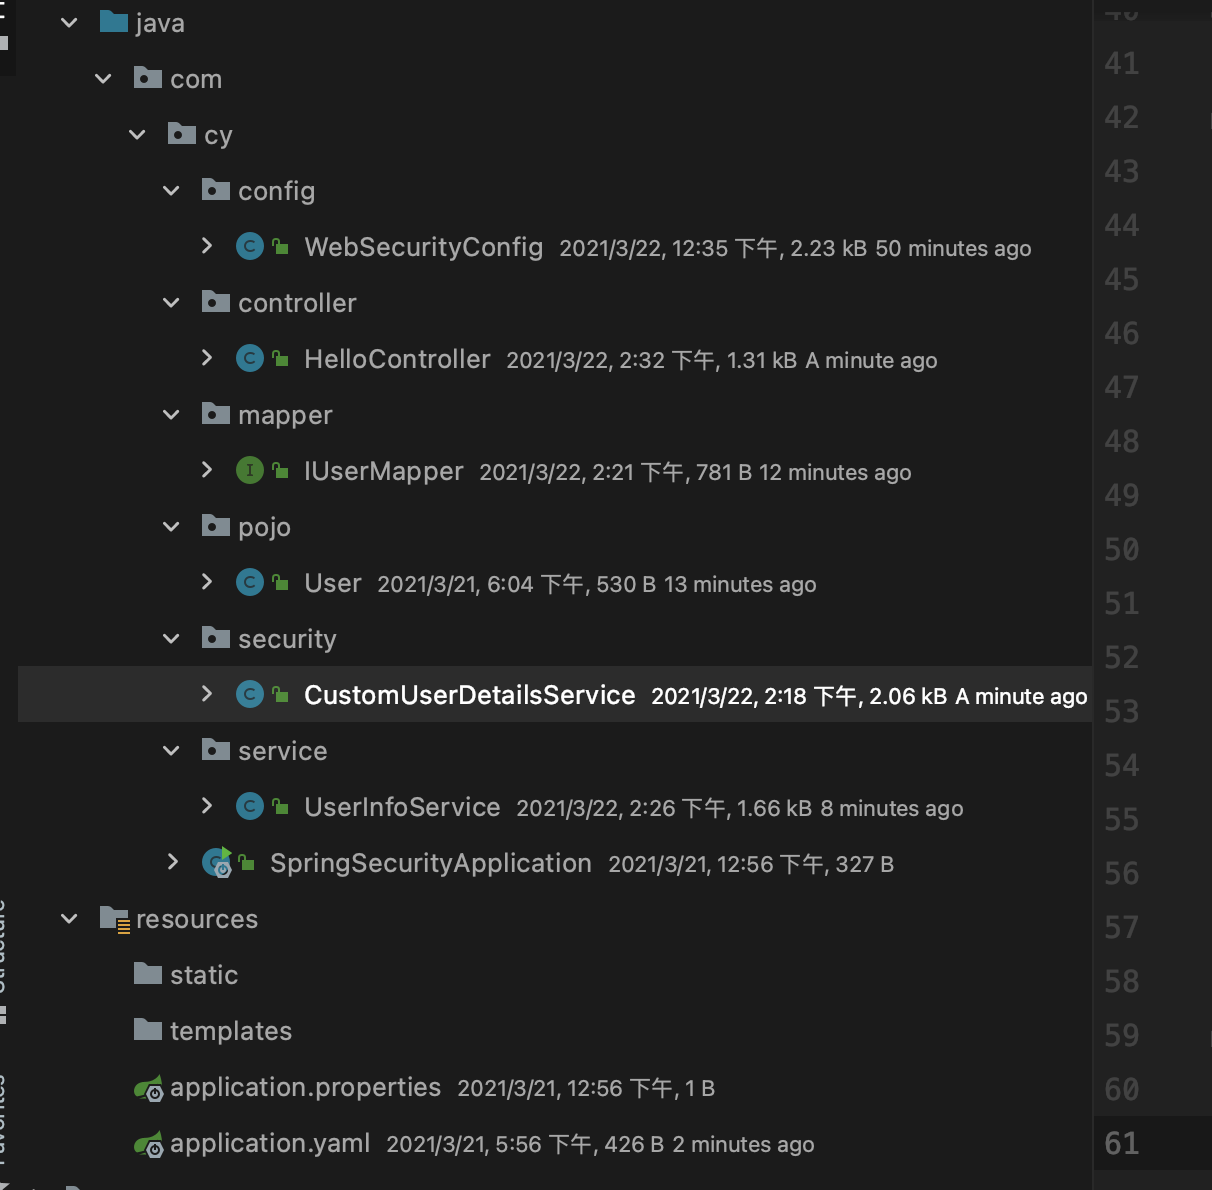 java
com
cy
config
WebSecurityConfig 2021/3/22, 12:35 下午, 2.23 kB 50 minutes ago
controller
HelloController 2021/3/22, 2:32 下午, 1.31 kB A minute ago
mapper
IUserMapper 2021/3/22, 2:21 下午, 781 B 12 minutes ago
pojo
User 2021/3/21, 6:04 下午, 530 B 13 minutes ago
security
CustomUserDetailsService 2021/3/22, 2:18 下午, 2.06 kB A minute ago
service
UserInfoService 2021/3/22, 2:26 下午, 1.66 kB 8 minutes ago
SpringSecurityApplication 2021/3/21, 12:56 下午, 327 B
resources
static
templates
application.properties 2021/3/21, 12:56 下午, 1 B
application.yaml 2021/3/21, 5:56 下午, 426 B 2 minutes ago
41
42
43
44
45
46
47
48
49
50
51
52
53
54
55
56
57
58
59
60
61